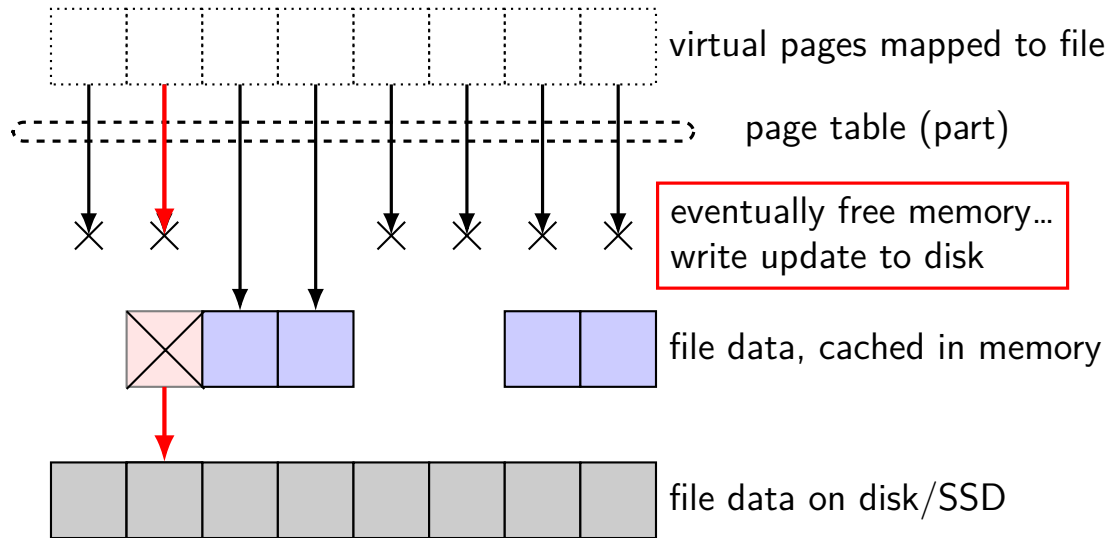 virtual pages mapped to file
page table (part)
eventually free memory…
write update to disk
file data, cached in memory
file data on disk/SSD